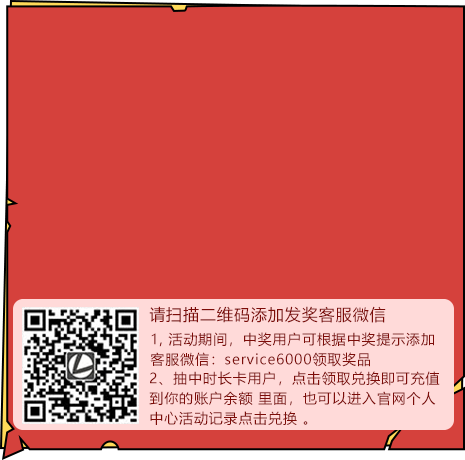 请扫描二维码添加发奖客服微信
1, 活动期间，中奖用户可根据中奖提示添加
客服微信：service6000领取奖品
2、抽中时长卡用户，点击领取兑换即可充值
到你的账户余额 里面，也可以进入官网个人
中心活动记录点击兑换 。